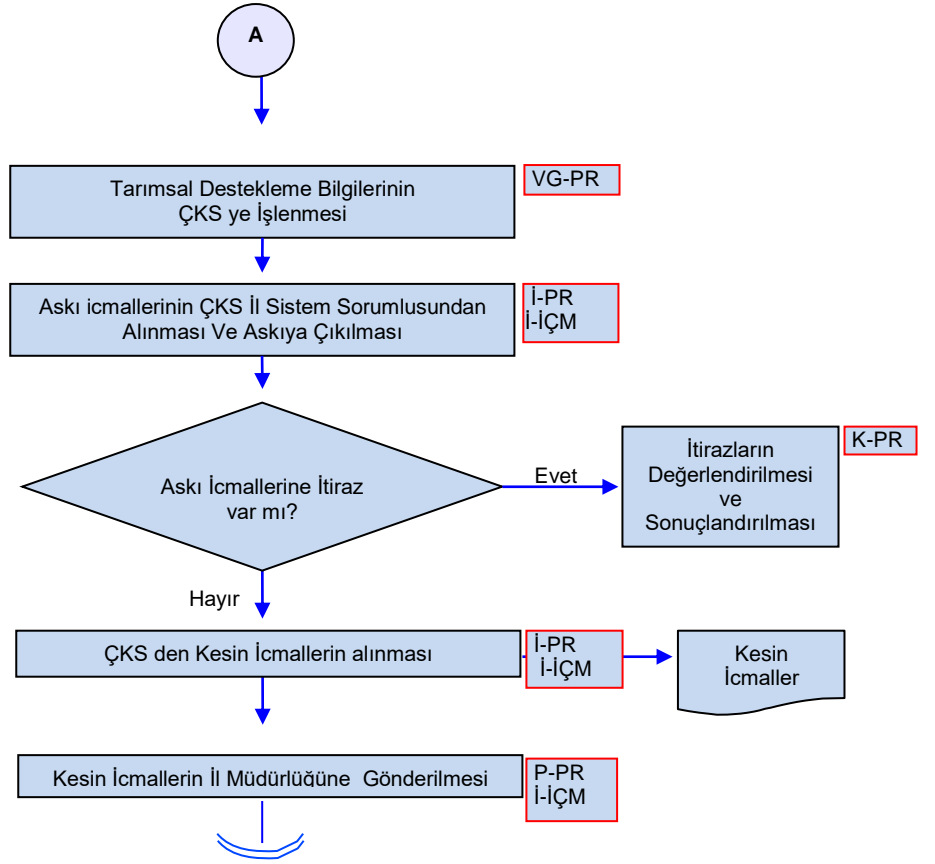 A
Tarımsal Destekleme Bilgilerinin
ÇKS ye İşlenmesi
VG-PR
Askı icmallerinin ÇKS İl Sistem Sorumlusundan
Alınması Ve Askıya Çıkılması
İ-PR
İ-İÇM
Askı İcmallerine İtiraz
var mı?
Evet
İtirazların
Değerlendirilmesi
ve
Sonuçlandırılması
K-PR
Hayır
ÇKS den Kesin İcmallerin alınması
İ-PR
İ-İÇM
Kesin
İcmaller
Kesin İcmallerin İl Müdürlüğüne Gönderilmesi
P-PR
İ-İÇM